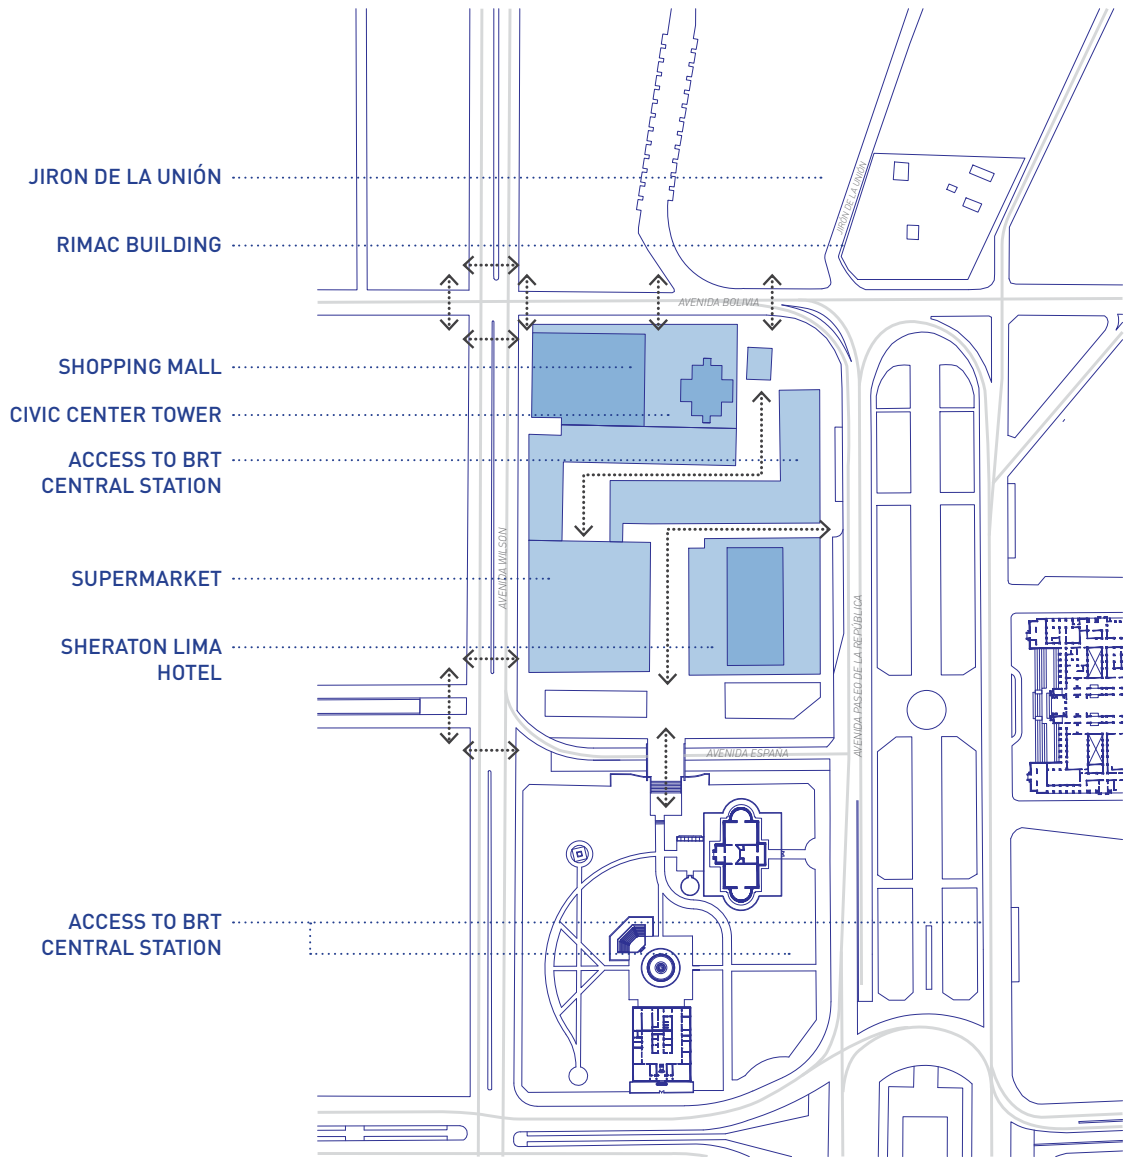 JIRON DE LA UNIÓN
JIRON DE LA UNION
RIMAC BUILDING
AVENIDA BOLIVIA
SHOPPING MALL
CIVIC CENTER TOWER
ACCESS TO BRT
CENTRAL STATION
AVENIDA WILSON
SUPERMARKET
AVENIDA PASEO DE LA REPÚBLICA
SHERATON LIMA
HOTEL
AVENIDA ESPAÑA
ACCESS TO BRT
CENTRAL STATION